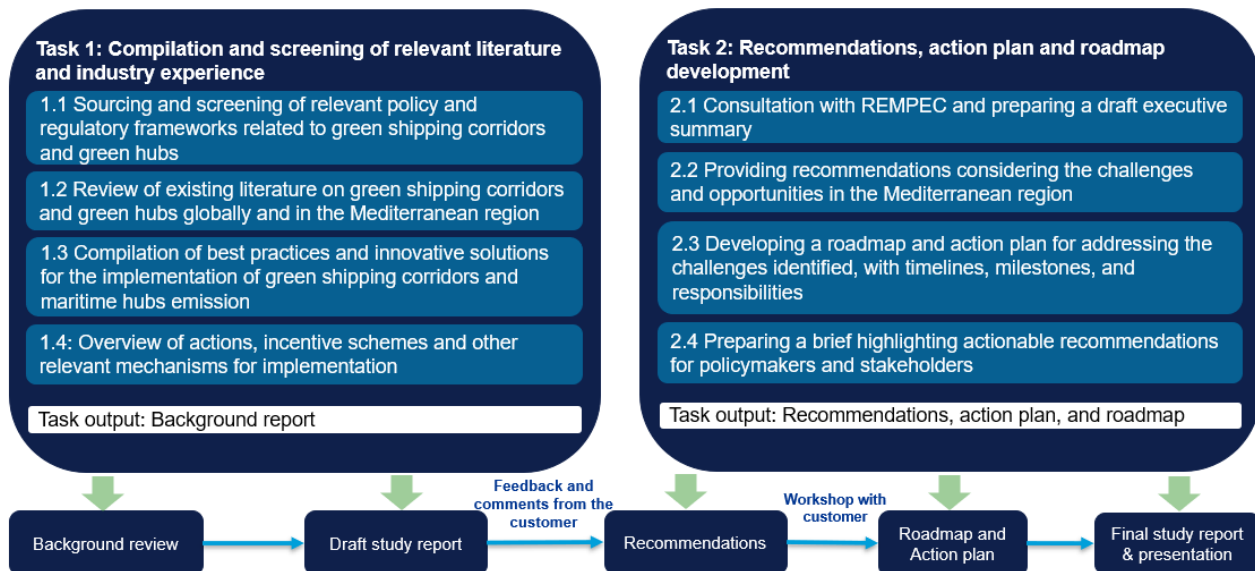 Task 1: Compilation and screening of relevant literature
and industry experience
1.1 Sourcing and screening of relevant policy and
regulatory frameworks related to green shipping corridors
and green hubs
1.2 Review of existing literature on green shipping corridors
and green hubs globally and in the Mediterranean region
1.3 Compilation of best practices and innovative solutions
for the implementation of green shipping corridors and
maritime hubs emission
1.4: Overview of actions, incentive schemes and other
relevant mechanisms for implementation
Task output: Background report
Task 2: Recommendations, action plan and roadmap
development
2.1 Consultation with REMPEC and preparing a draft executive
summary
2.2 Providing recommendations considering the challenges
and opportunities in the Mediterranean region
2.3 Developing a roadmap and action plan for addressing the
challenges identified, with timelines, milestones, and
responsibilities
2.4 Preparing a brief highlighting actionable recommendations
for policymakers and stakeholders
Task output: Recommendations, action plan, and roadmap
Background review
Draft study report
Feedback and
comments from the
customer
Recommendations
Workshop with
customer
Roadmap and
Action plan
Final study report
& presentation